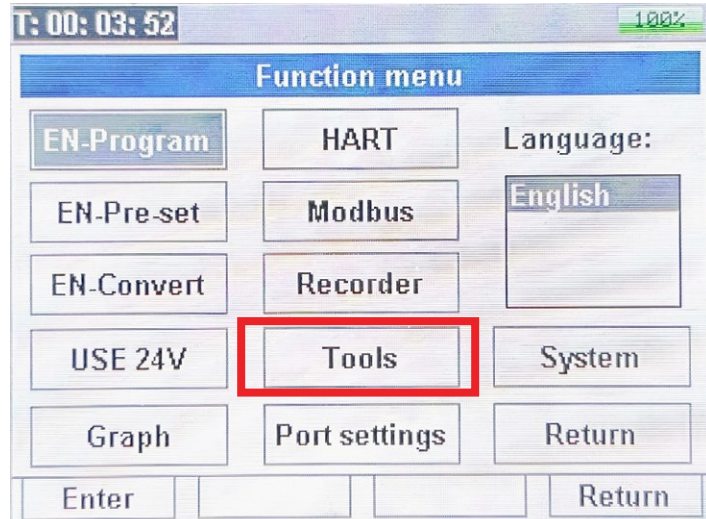 T: 00: 03: 52
100%
Function menu
EN-Program
HART
Language:
EN-Pre-set
Modbus
English
EN-Convert
Recorder
USE 24V
Tools
System
Graph
Port settings
Return
Enter
Return